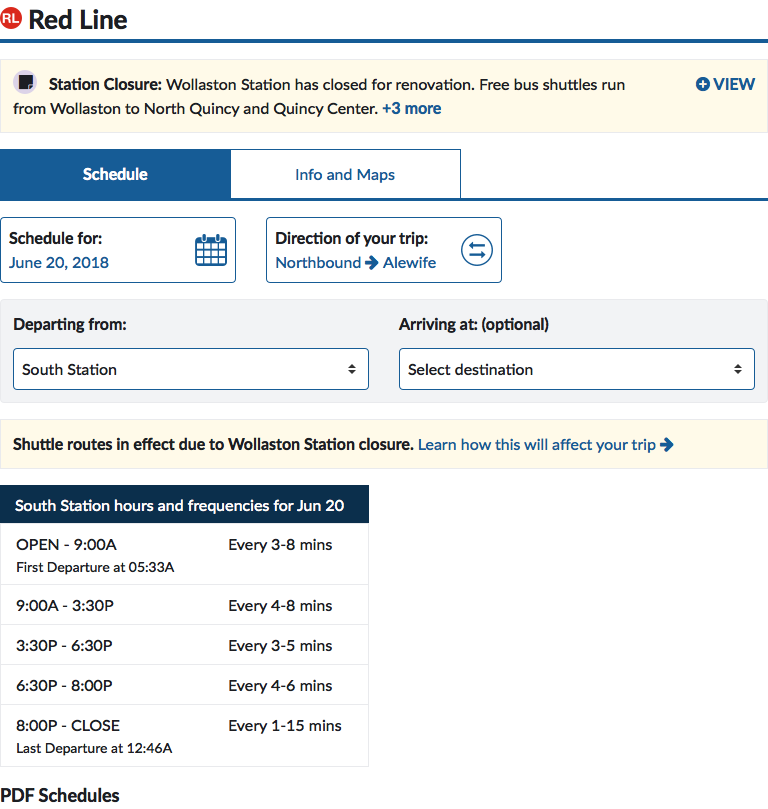 RL Red Line
Station Closure: Wollaston Station has closed for renovation. Free bus shuttles run
from Wollaston to North Quincy and Quincy Center. +3 more
VIEW
Schedule
Info and Maps
Schedule for:
June 20, 2018
Direction of your trip:
Northbound → Alewife
Departing from:
South Station
Arriving at: (optional)
Select destination
Shuttle routes in effect due to Wollaston Station closure. Learn how this will affect your trip →
South Station hours and frequencies for Jun 20
OPEN - 9:00A Every 3-8 mins
First Departure at 05:33A
9:00A - 3:30P Every 4-8 mins
3:30P - 6:30P Every 3-5 mins
6:30P - 8:00P Every 4-6 mins
8:00P - CLOSE Every 1-15 mins
Last Departure at 12:46A
PDF Schedules